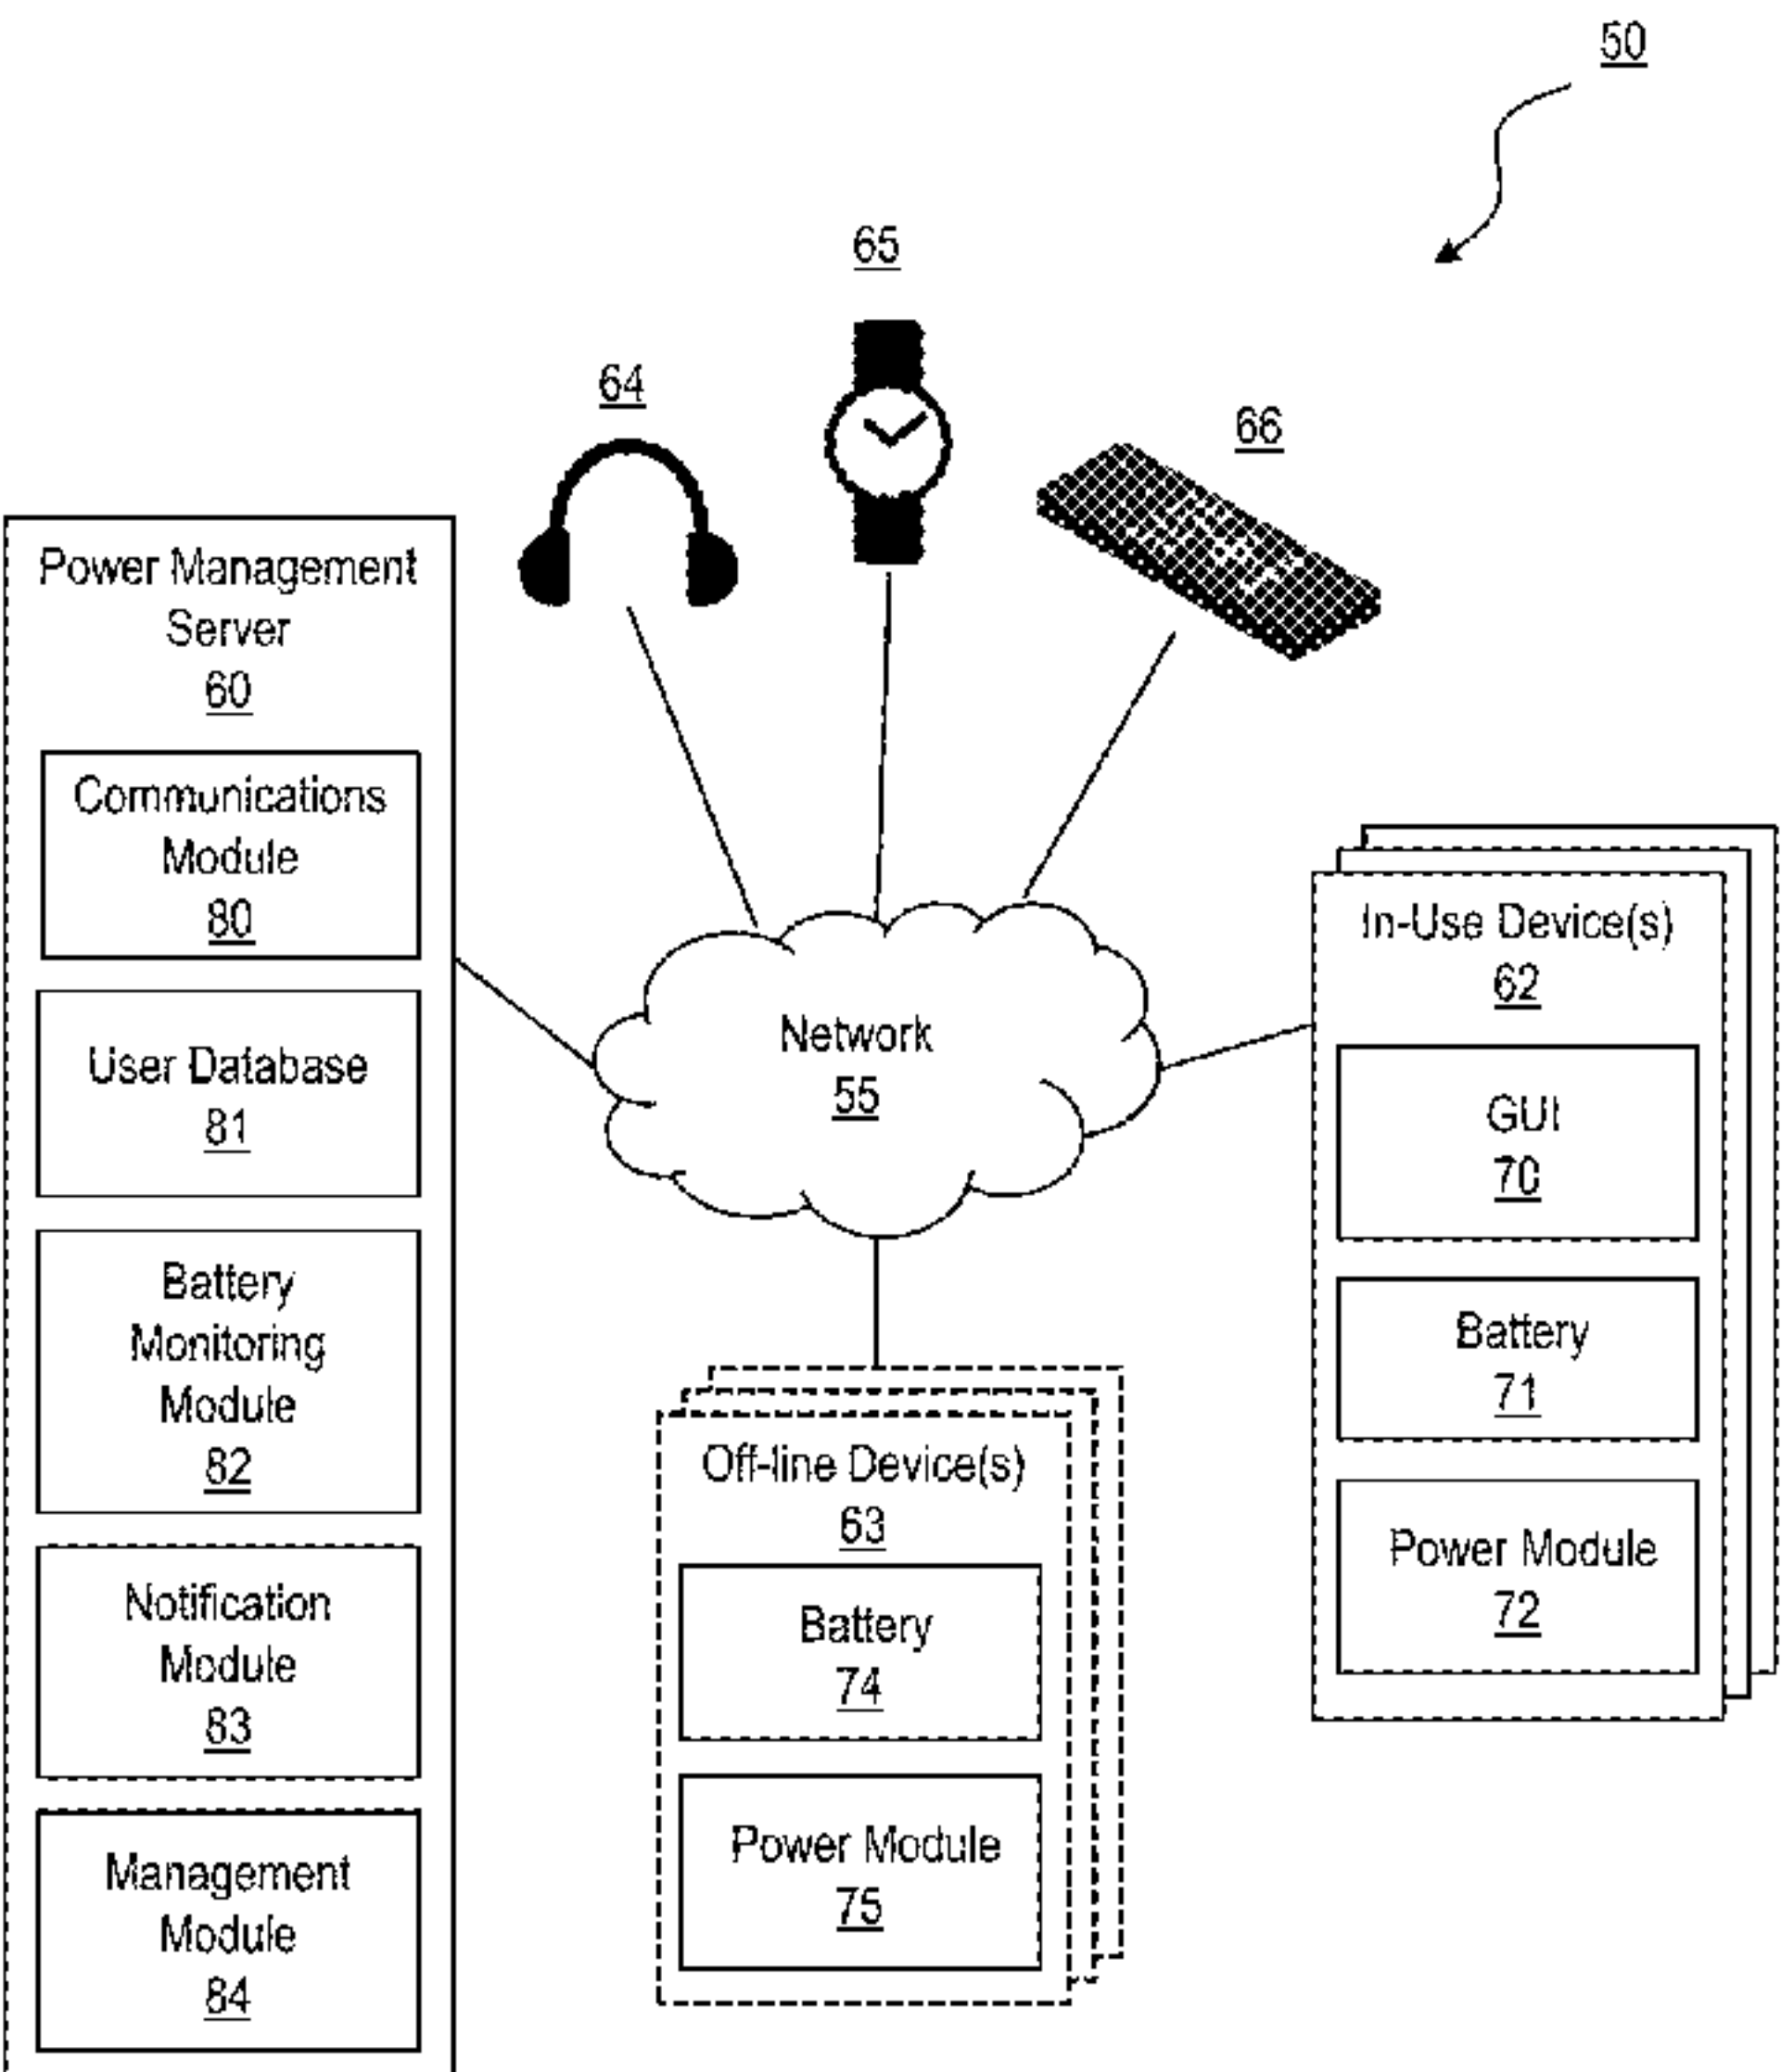 50
65
64
66
Power Management
Server
60
Communications
Module
80
User Database
81
Battery
Monitoring
Module
82
Notification
Module
83
Management
Module
84
Network
55
In-Use Device(s)
62
GUI
70
Battery
71
Power Module
72
Off-line Device(s)
63
Battery
74
Power Module
75